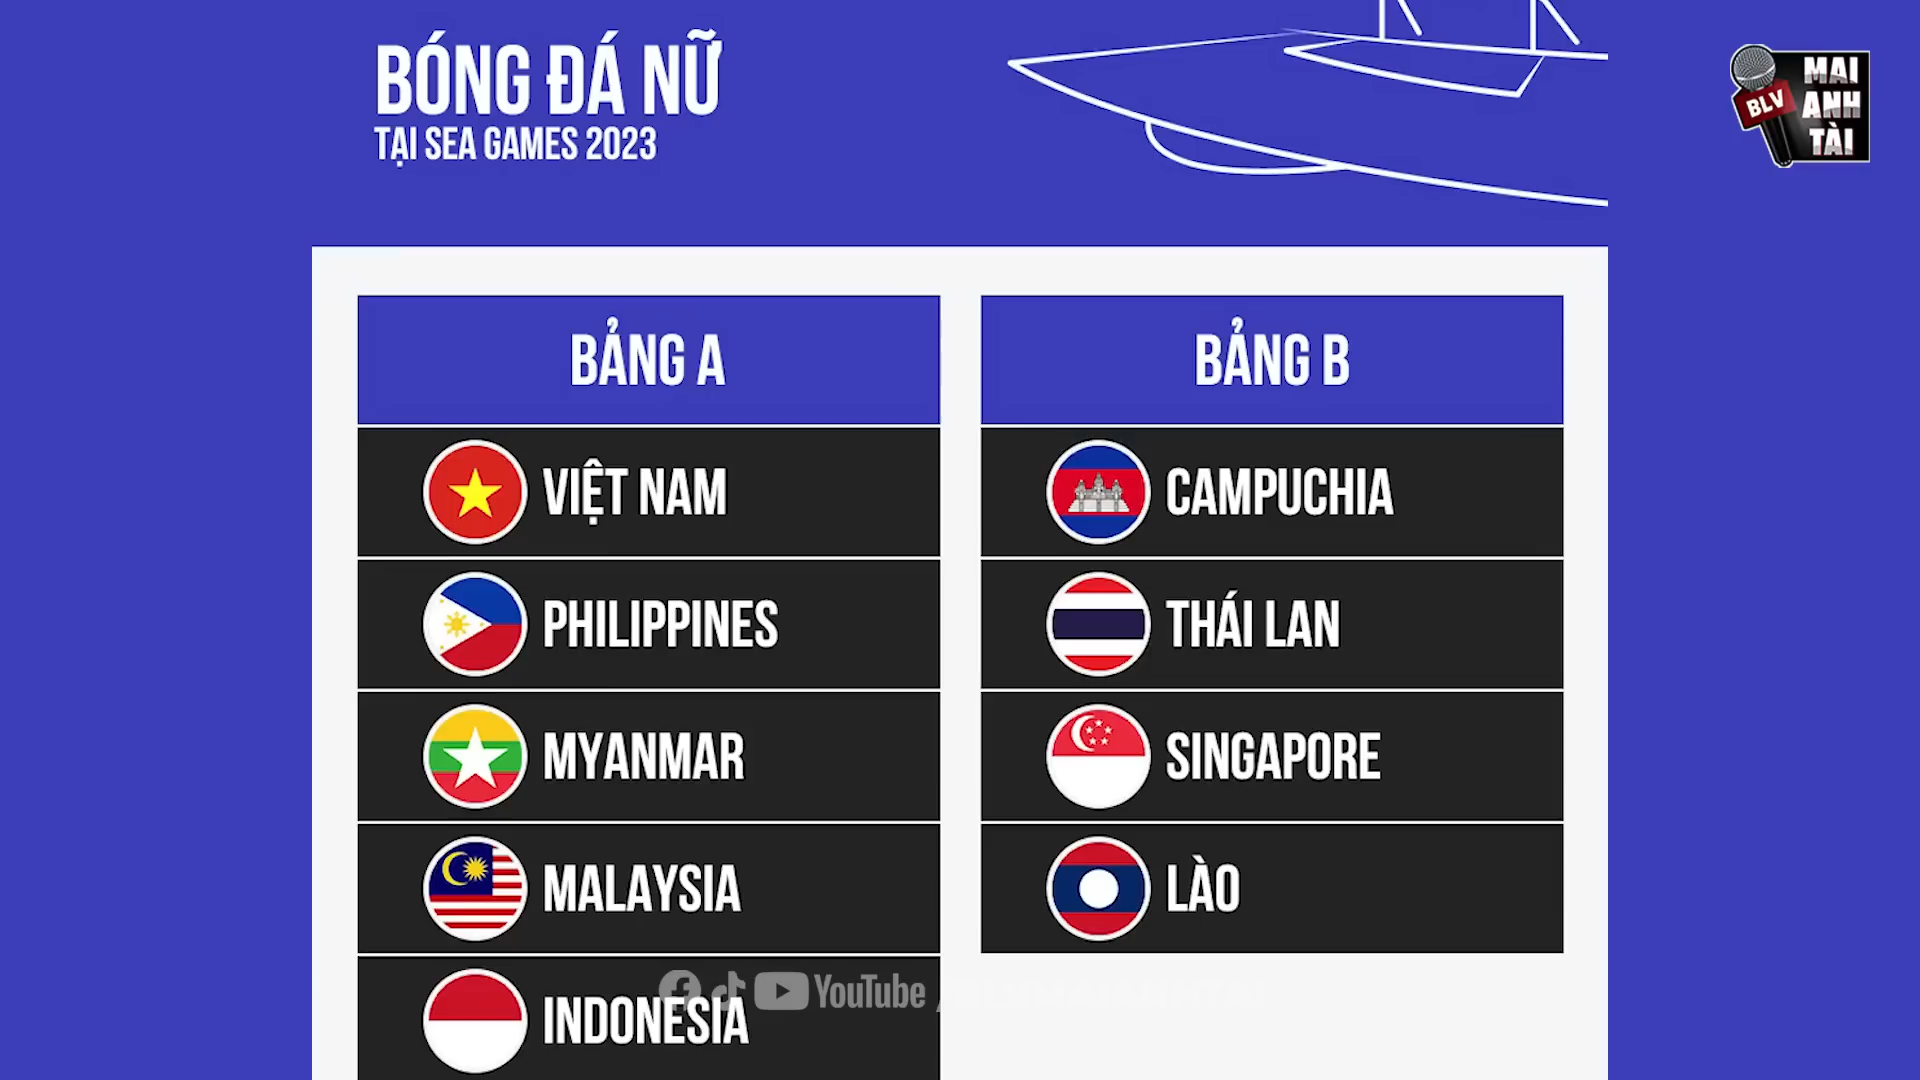 BÓNG ĐÁ NỮ
TẠI SEA GAMES 2023
BLV
MAI
ANH
TÀI
BẢNG A
VIỆT NAM
PHILIPPINES
MYANMAR
MALAYSIA
INDONESIA
BẢNG B
CAMPUCHIA
THÁI LAN
SINGAPORE
LÀO
YouTube /